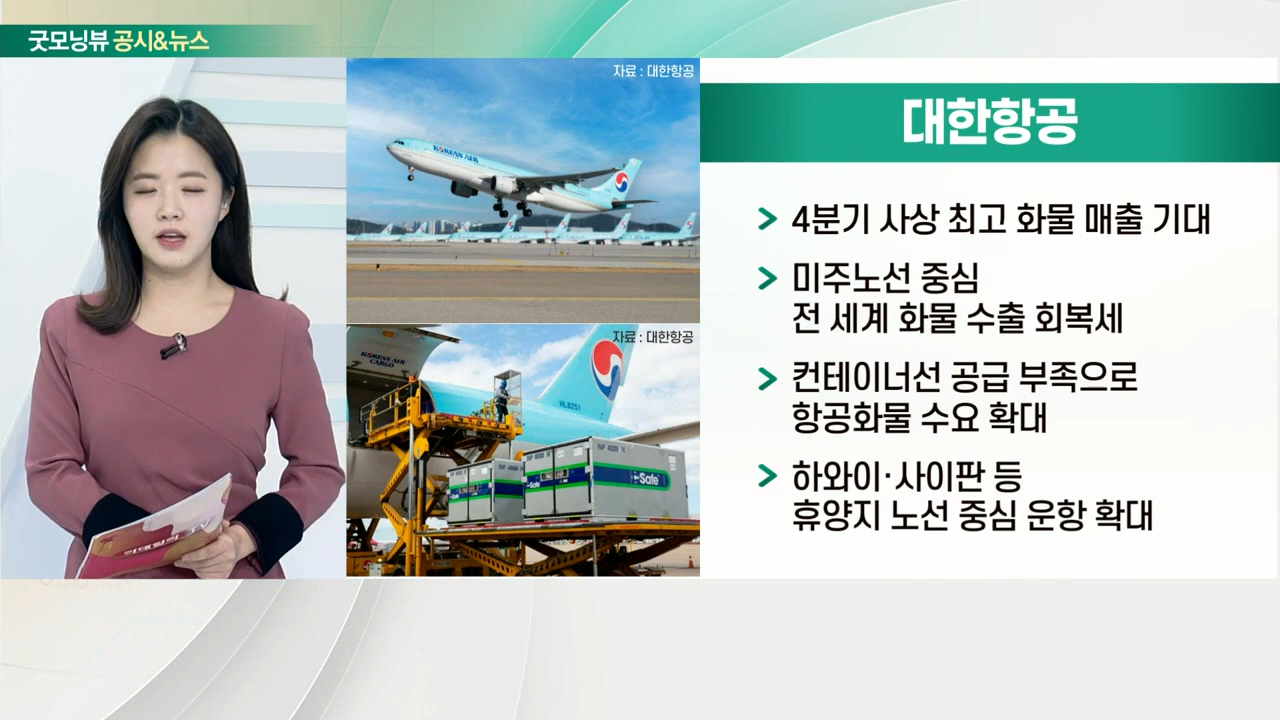 굿모닝뷰 공시&뉴스
자료 : 대한항공
KOREAN AIR
자료 : 대한항공
KOREAN AIR
CARGO
HL8251
Safe
대한항공
4분기 사상 최고 화물 매출 기대
미주노선 중심
전 세계 화물 수출 회복세
컨테이너선 공급 부족으로
항공화물 수요 확대
하와이·사이판 등
휴양지 노선 중심 운항 확대